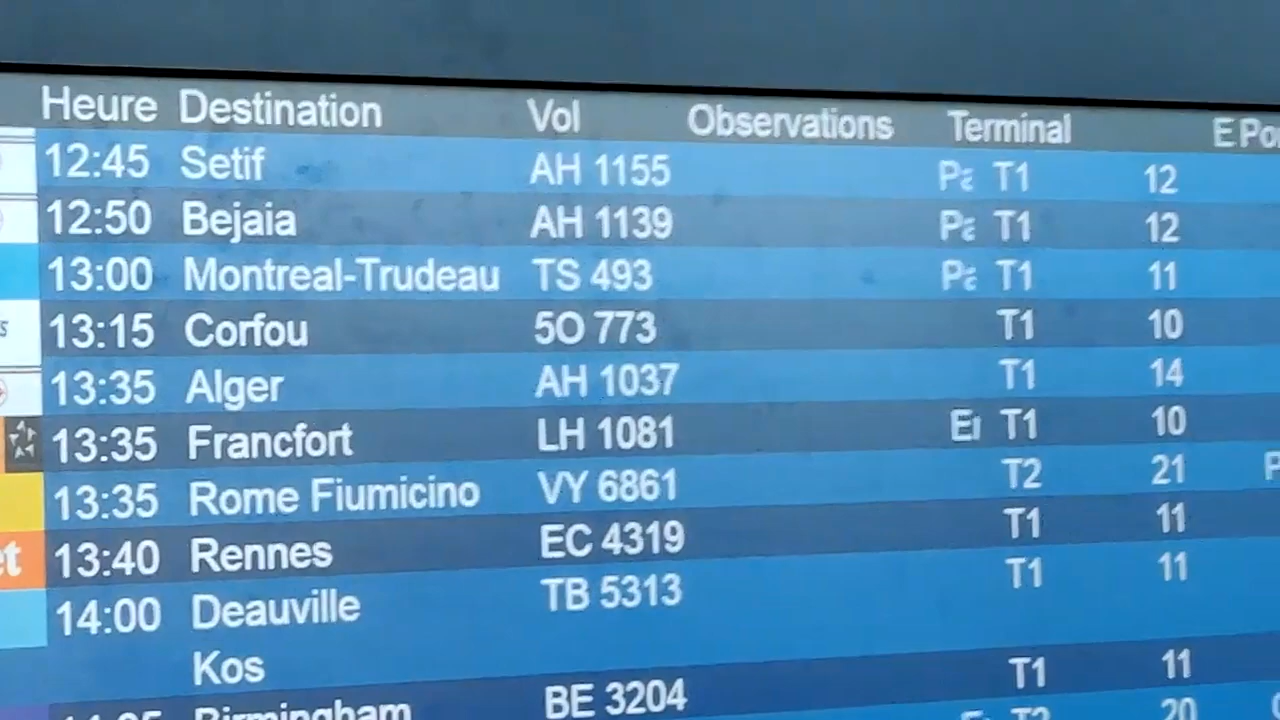 Heure Destination Vol Observations Terminal E
12:45 Setif AH 1155 T1 12
12:50 Bejaia AH 1139 T1 12
13:00 Montreal-Trudeau TS 493 T1 11
13:15 Corfou 5O 773 T1 10
13:35 Alger AH 1037 T1 14
13:35 Francfort LH 1081 T1 10
13:35 Rome Fiumicino VY 6861 T2 21
13:40 Rennes EC 4319 T1 11
14:00 Deauville TB 5313 T1 11
Kos
Birmingham BE 3204 T1 11